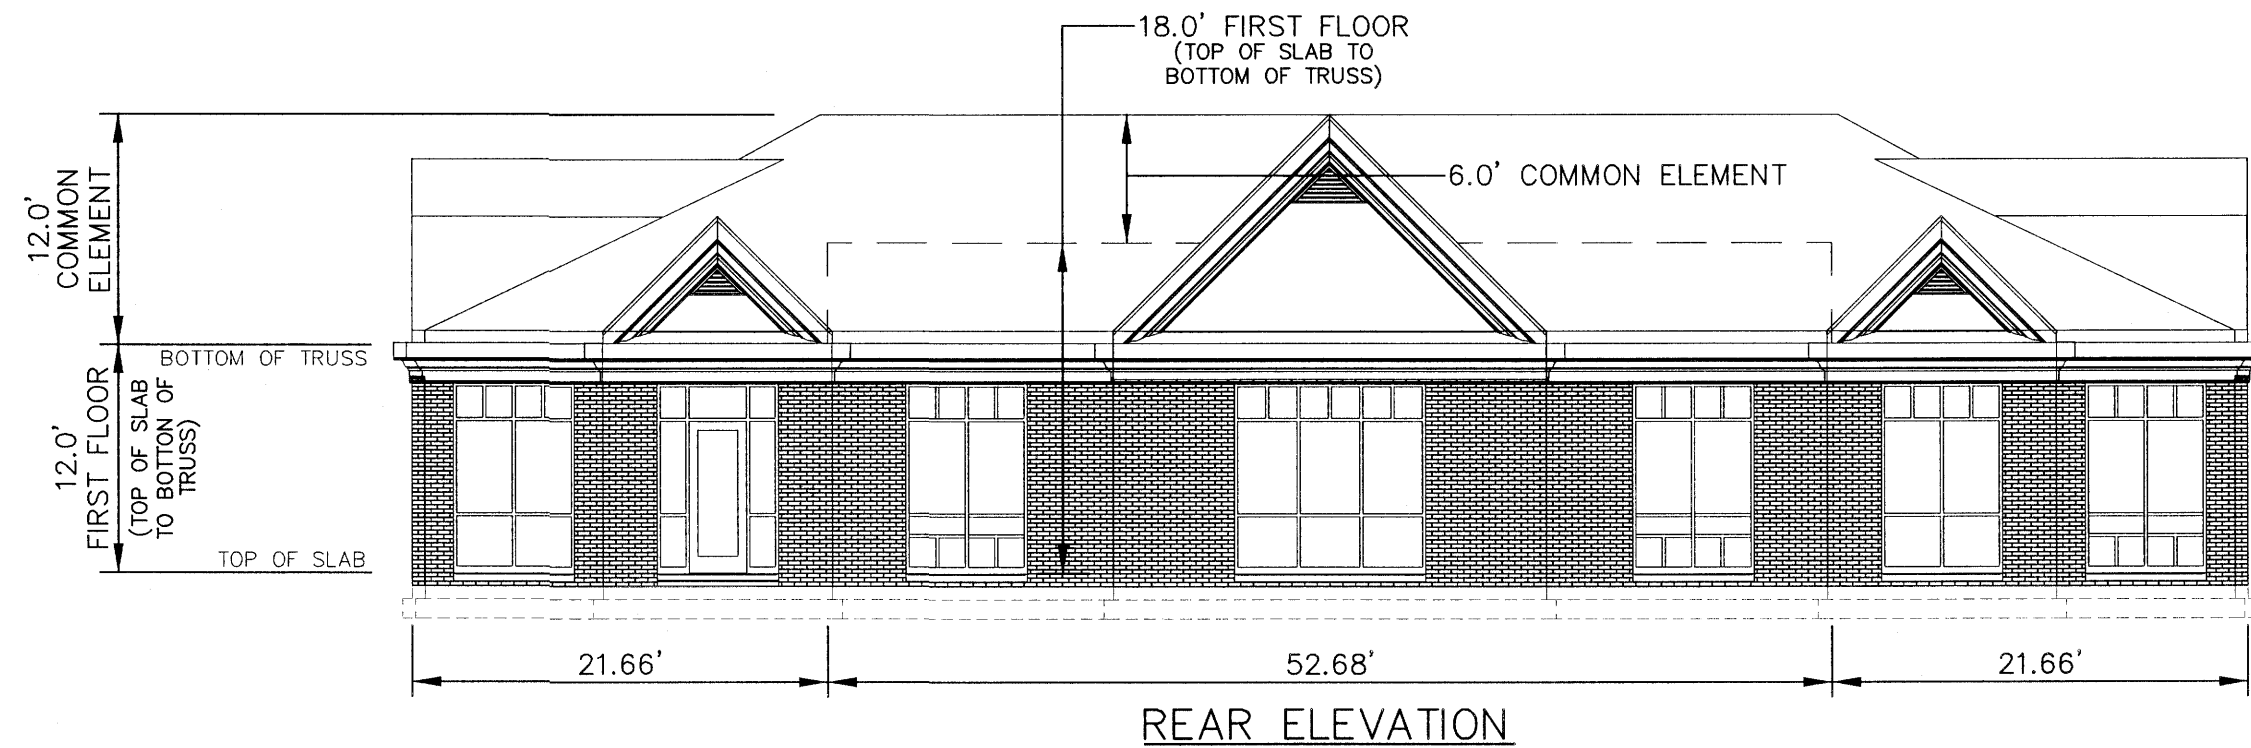 18.0' FIRST FLOOR
(TOP OF SLAB TO
BOTTOM OF TRUSS)
12.0'
COMMON
ELEMENT
6.0' COMMON ELEMENT
BOTTOM OF TRUSS
12.0'
FIRST FLOOR
(TOP OF SLAB
TO BOTTON OF
TRUSS)
TOP OF SLAB
21.66'
52.68'
21.66'
REAR ELEVATION